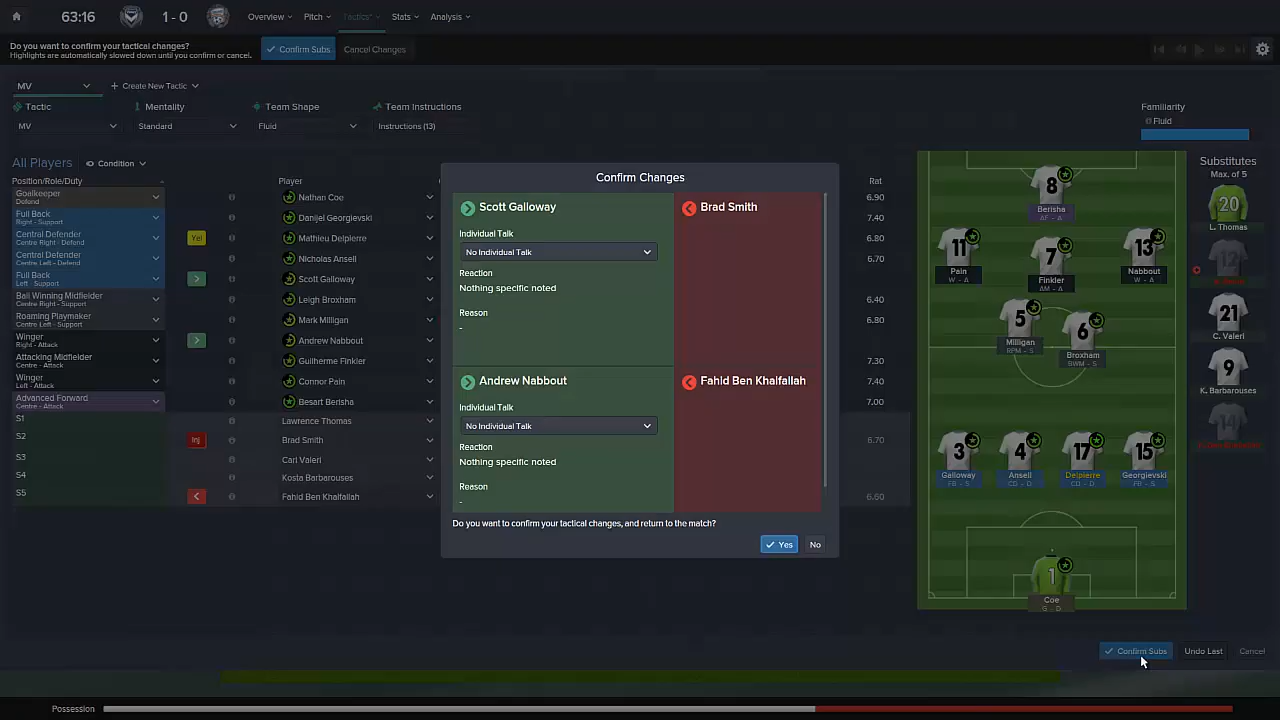 63:16
1 - 0
Overview
Pitch
Tactics*
Stats
Analysis
Do you want to confirm your tactical changes?
Highlights are automatically slowed down until you confirm or cancel.
Confirm Subs
Cancel Changes
MV
Create New Tactic
Tactic
Mentality
Team Shape
Team Instructions
MV
Standard
Fluid
Instructions (13)
Familiarity
Fluid
All Players
Condition
Position/Role/Duty
Player
Rat
Goalkeeper
Defend
Nathan Coe
6.90
Full Back
Right - Support
Danijel Georgievski
7.40
Central Defender
Centre Right - Defend
Yel
Mathieu Delpierre
6.80
Central Defender
Centre Left - Defend
Nicholas Ansell
6.70
Full Back
Left - Support
Scott Galloway
Ball Winning Midfielder
Centre Right - Support
Leigh Broxham
6.40
Roaming Playmaker
Centre Left - Support
Mark Milligan
6.80
Winger
Right - Attack
Andrew Nabbout
Attacking Midfielder
Centre - Attack
Guilherme Finkler
7.30
Winger
Left - Attack
Connor Pain
7.40
Advanced Forward
Centre - Attack
Besart Berisha
7.00
S1
Lawrence Thomas
S2
Inj
Brad Smith
6.70
S3
Carl Valeri
S4
Kosta Barbarouses
S5
Fahid Ben Khalfallah
6.60
Confirm Changes
Scott Galloway
Brad Smith
Individual Talk
No Individual Talk
Reaction
Nothing specific noted
Reason
-
Andrew Nabbout
Fahid Ben Khalfallah
Individual Talk
No Individual Talk
Reaction
Nothing specific noted
Reason
-
Do you want to confirm your tactical changes, and return to the match?
Yes
No
8
Berisha
AF - A
11
Pain
W - A
7
Finkler
AM - A
13
Nabbout
W - A
5
Milligan
RPM - S
6
Broxham
BWM - S
3
Galloway
FB - S
4
Ansell
CD - D
17
Delpierre
CD - D
15
Georgievski
FB - S
1
Coe
G - D
Substitutes
Max. of 5
20
L. Thomas
12
21
C. Valeri
9
K. Barbarouses
14
Confirm Subs
Undo Last
Cancel
Possession